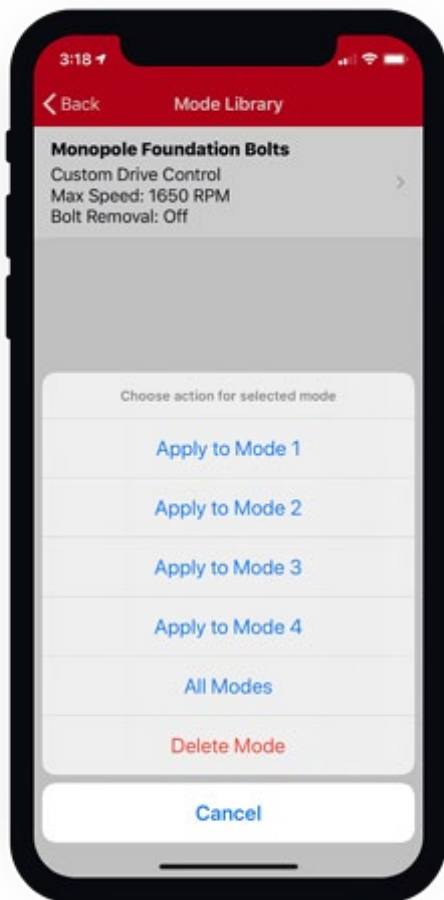 3:18
Back
Mode Library
Monopole Foundation Bolts
Custom Drive Control
Max Speed: 1650 RPM
Bolt Removal: Off
Choose action for selected mode
Apply to Mode 1
Apply to Mode 2
Apply to Mode 3
Apply to Mode 4
All Modes
Delete Mode
Cancel